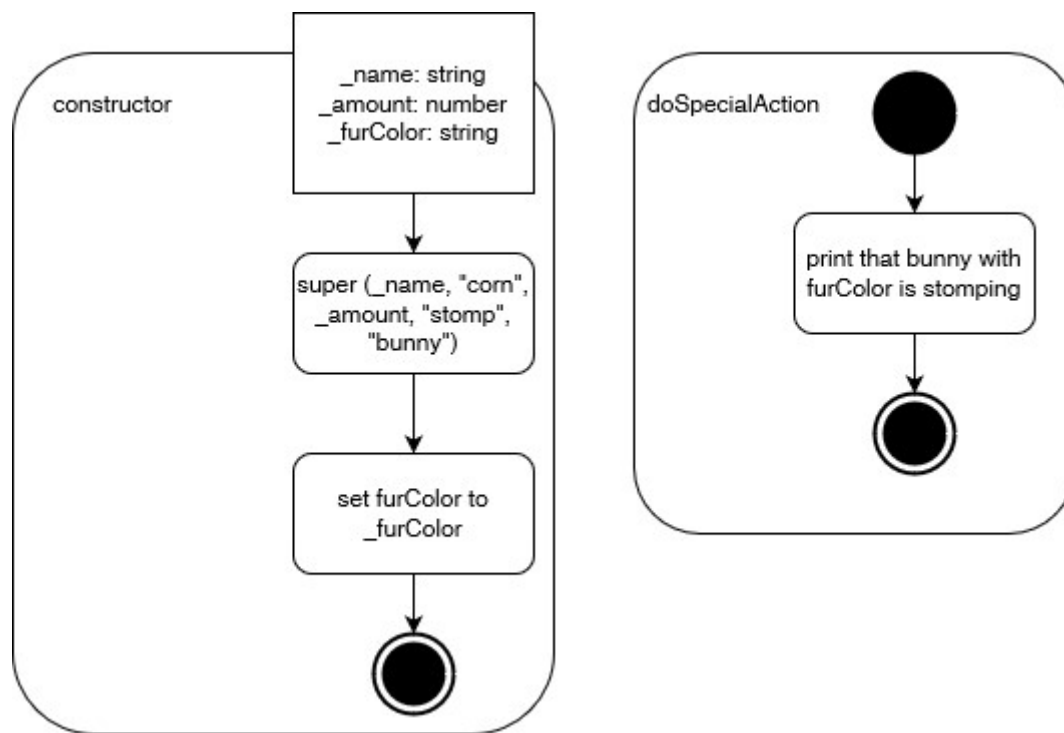 constructor
_name: string
_amount: number
_furColor: string
super (_name, "corn",
_amount, "stomp",
"bunny")
set furColor to
_furColor
doSpecialAction
print that bunny with
furColor is stomping